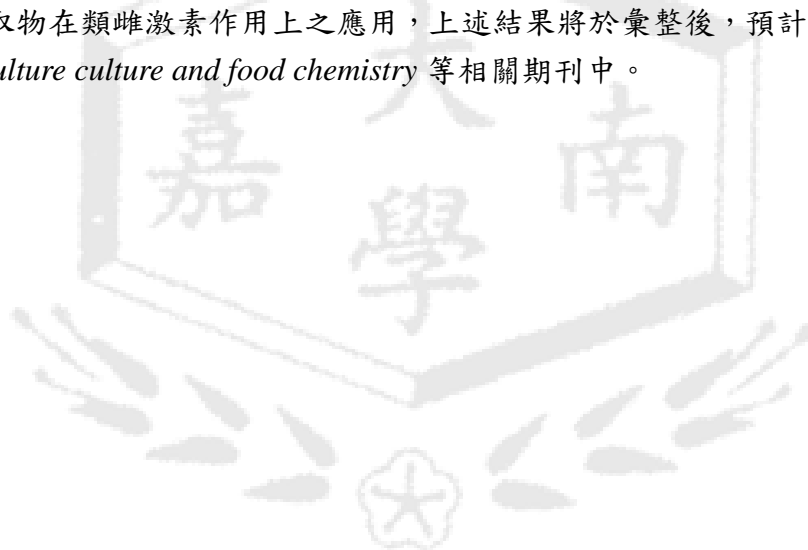 取物在類雌激素作用上之應用，上述結果將於彙整後，預計
ulture culture and food chemistry 等相關期刊中。
大
嘉 南
學